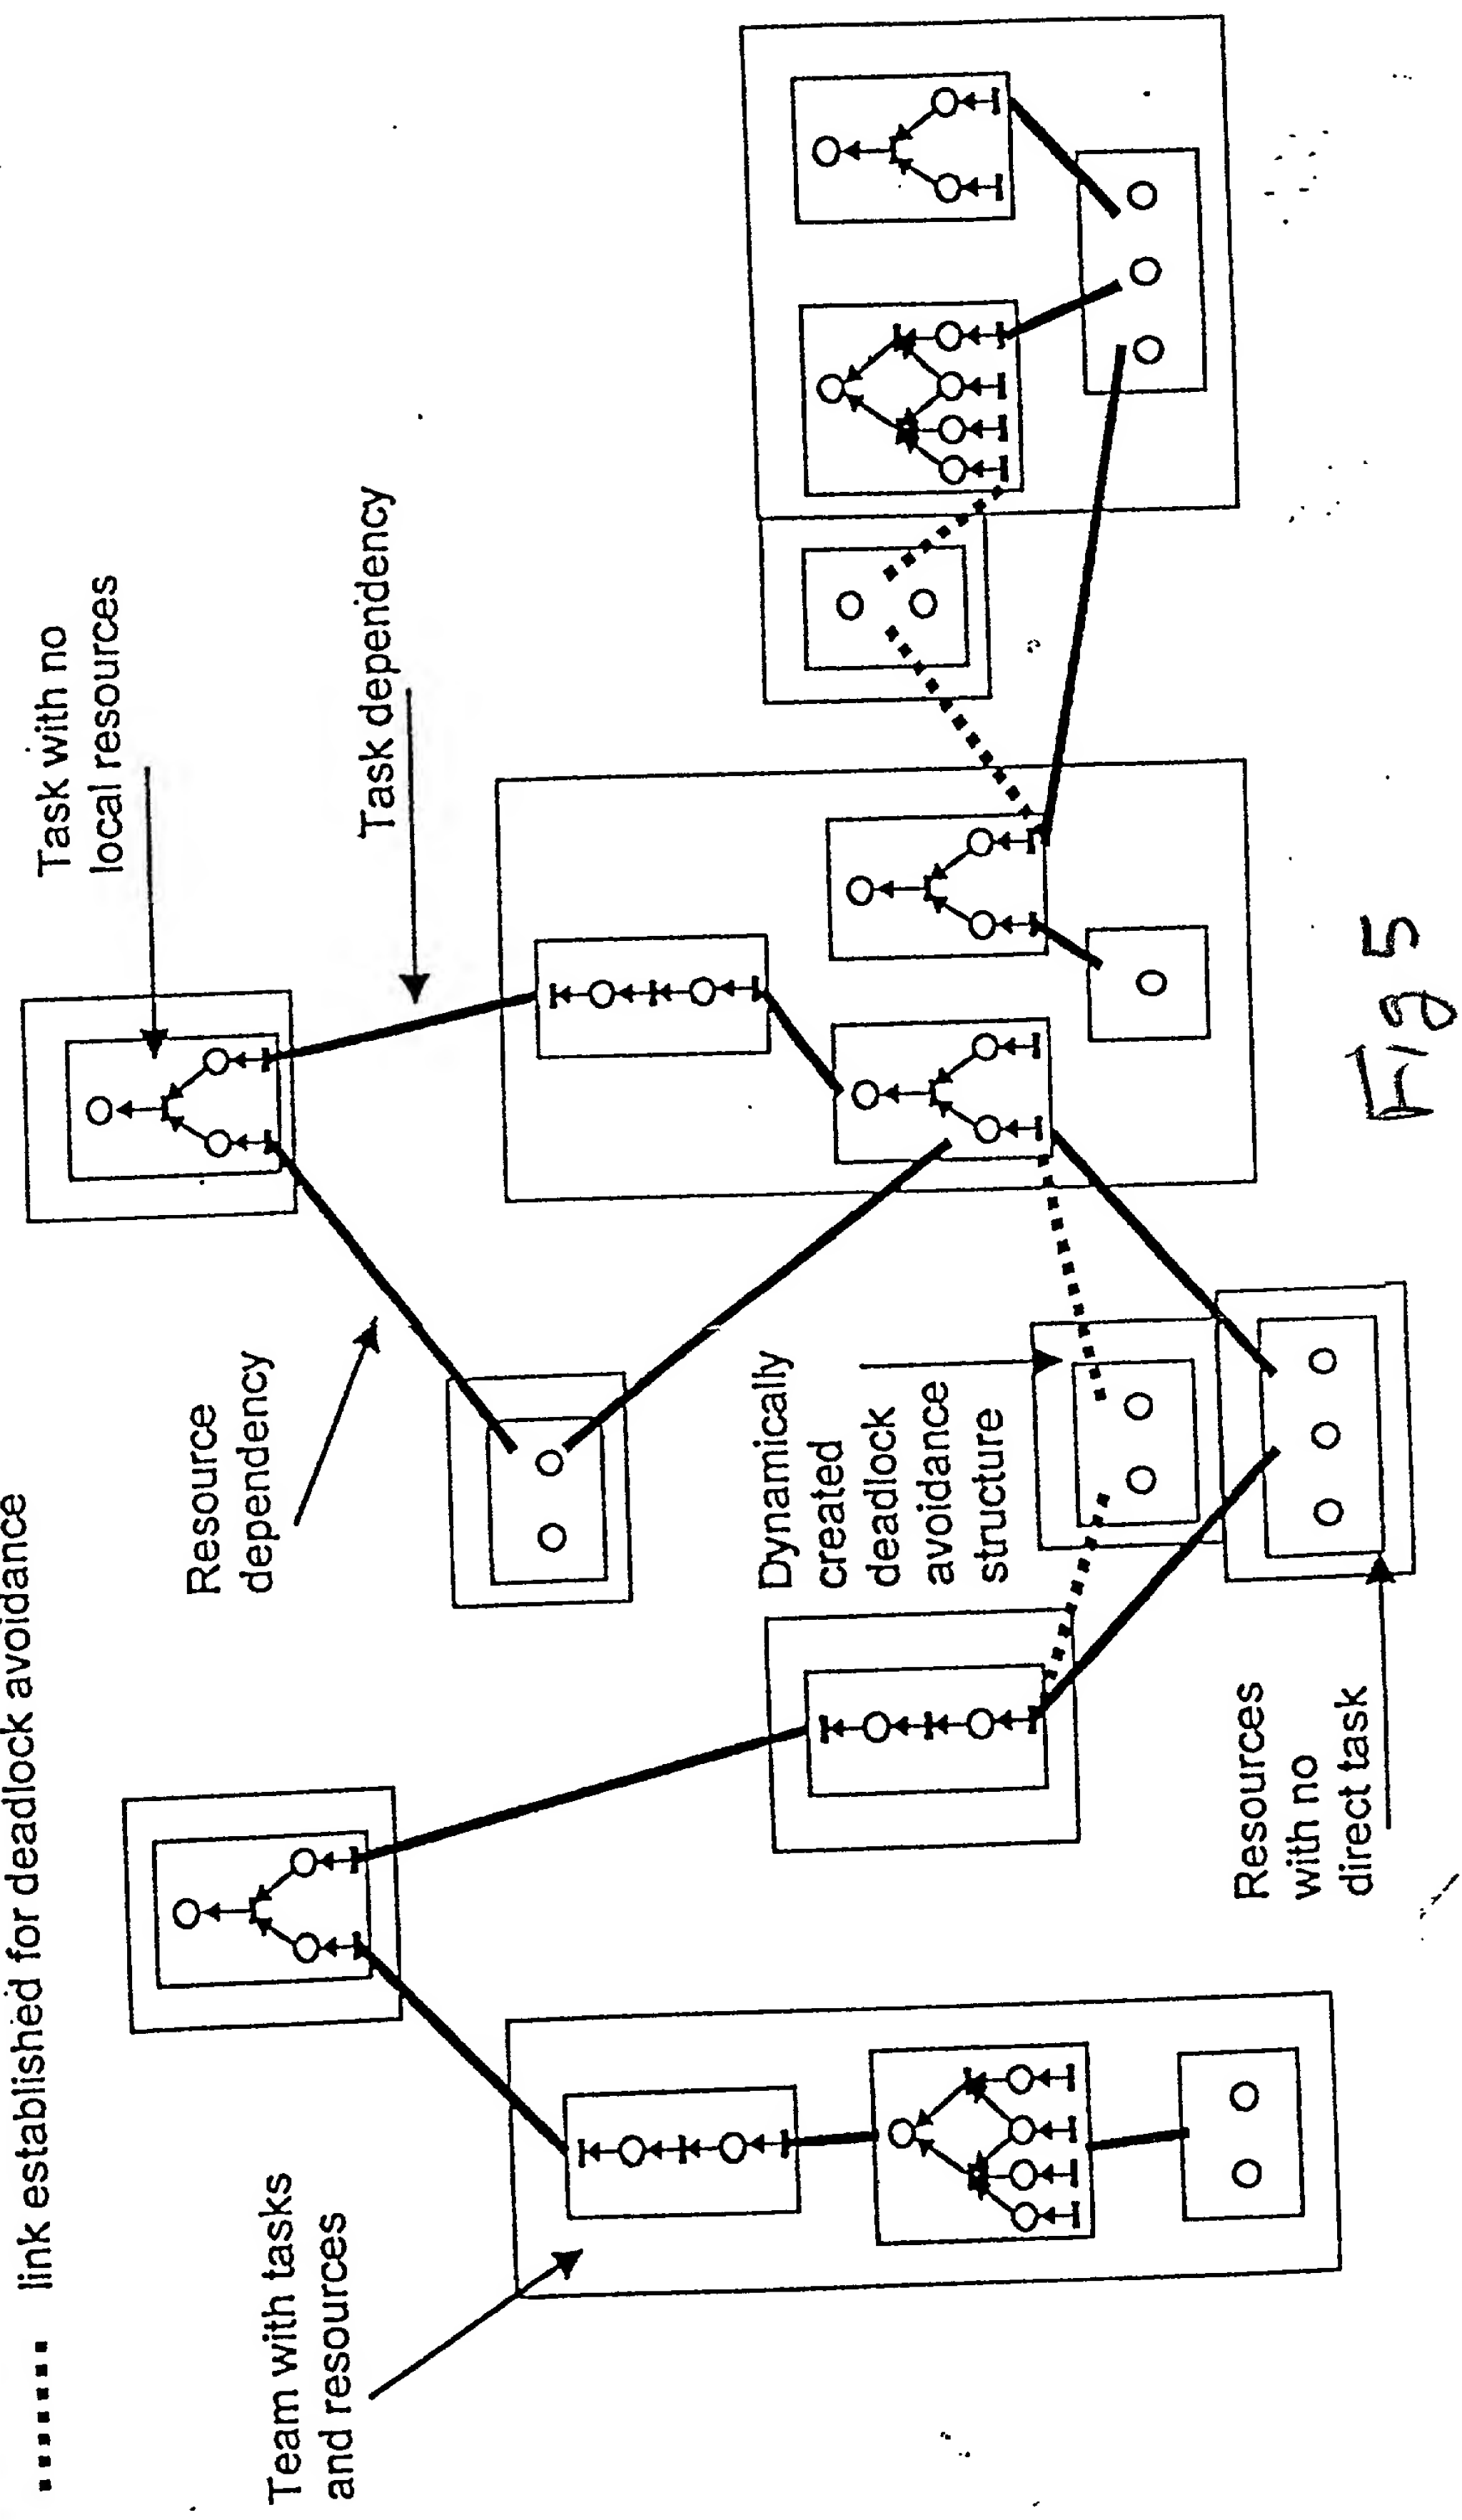 link established for deadlock avoidance
Team with tasks
and resources
Resource
dependency
Task with no
local resources
Task dependency
Dynamically
created
deadlock
avoidance
structure
Resources
with no
direct task
Fig 5